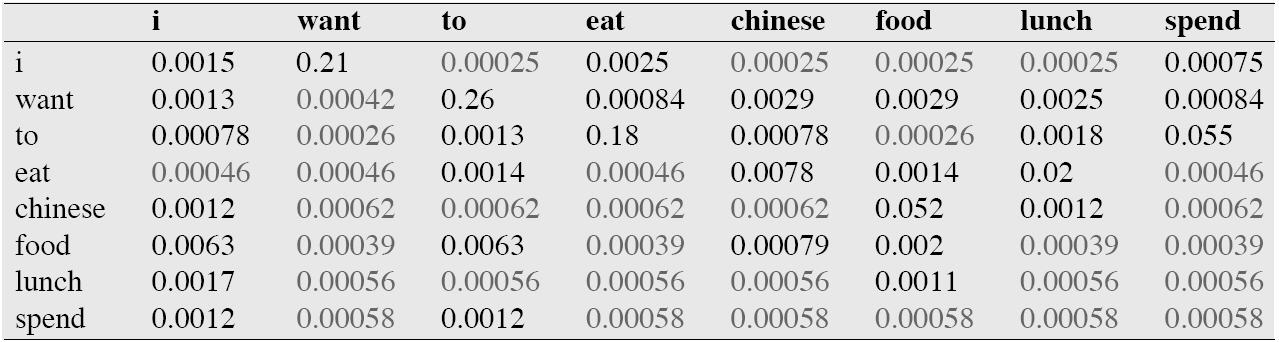 i want to eat chinese food lunch spend
i 0.0015 0.21 0.00025 0.0025 0.00025 0.00025 0.00025 0.00075
want 0.0013 0.00042 0.26 0.00084 0.0029 0.0029 0.0025 0.00084
to 0.00078 0.00026 0.0013 0.18 0.00078 0.00026 0.0018 0.055
eat 0.00046 0.00046 0.0014 0.00046 0.0078 0.0014 0.02 0.00046
chinese 0.0012 0.00062 0.00062 0.00062 0.00062 0.052 0.0012 0.00062
food 0.0063 0.00039 0.0063 0.00039 0.00079 0.002 0.00039 0.00039
lunch 0.0017 0.00056 0.00056 0.00056 0.00056 0.0011 0.00056 0.00056
spend 0.0012 0.00058 0.0012 0.00058 0.00058 0.00058 0.00058 0.00058